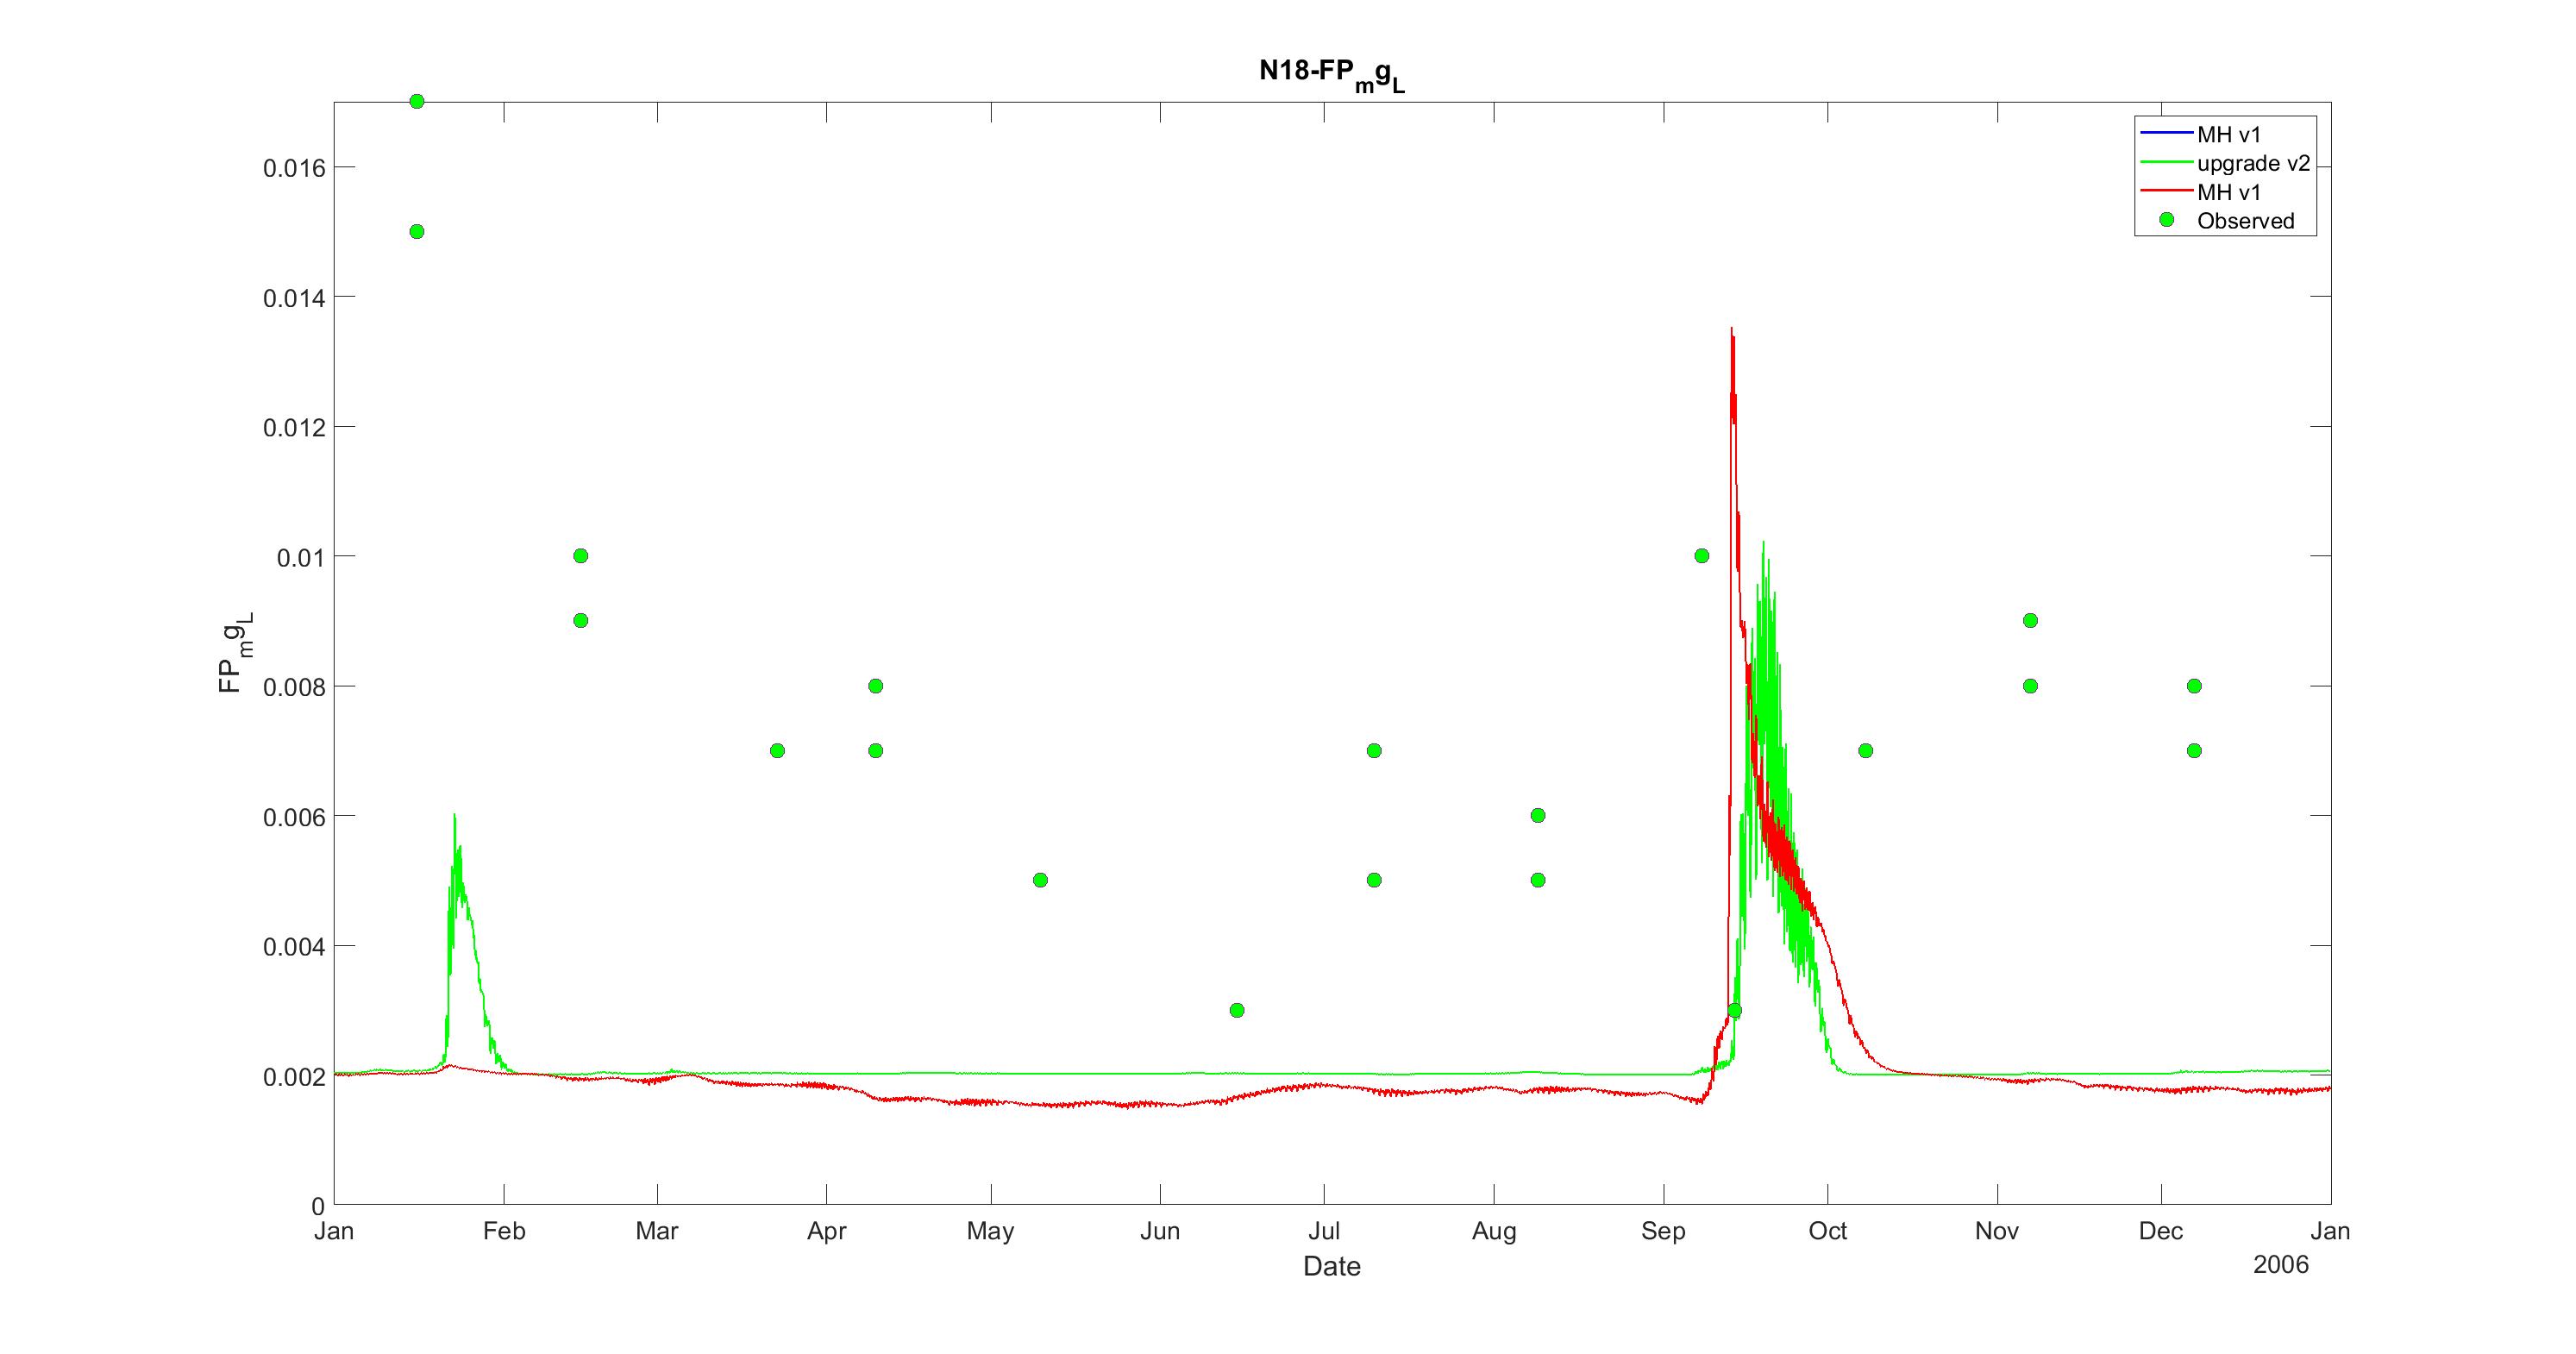 N18-FPmgL
MH v1
upgrade v2
MH v1
Observed
0.016
0.014
0.012
0.01
0.008
0.006
0.004
0.002
0
FPmgL
Jan Feb Mar Apr May Jun Jul Aug Sep Oct Nov Dec Jan
Date
2006